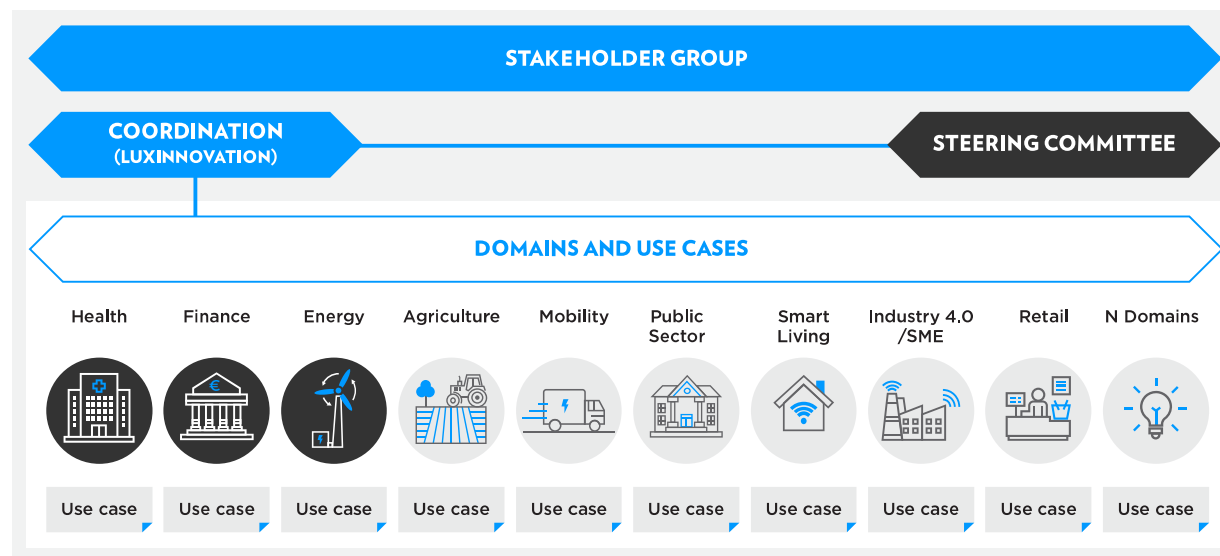 STAKEHOLDER GROUP
COORDINATION
(LUXINNOVATION)
STEERING COMMITTEE
DOMAINS AND USE CASES
Health
Finance
Energy
Agriculture
Mobility
Public
Sector
Smart
Living
Industry 4.0
/SME
Retail
N Domains
€
Use case
Use case
Use case
Use case
Use case
Use case
Use case
Use case
Use case
Use case